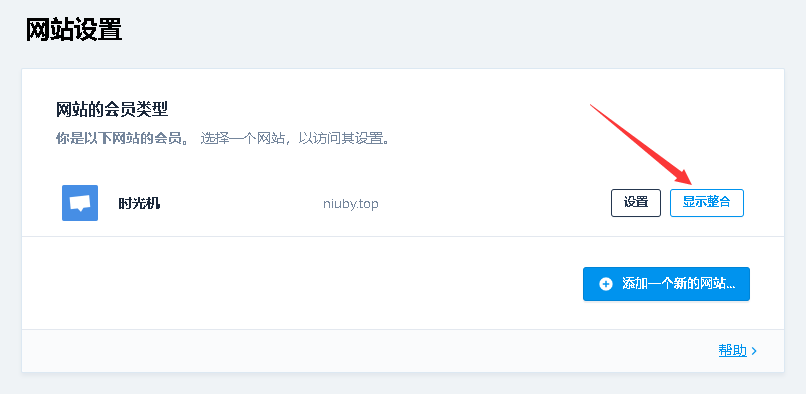 网站设置
网站的会员类型
你是以下网站的会员。 选择一个网站，以访问其设置。
时光机 niuby.top 设置 显示整合
添加一个新的网站...
帮助 >